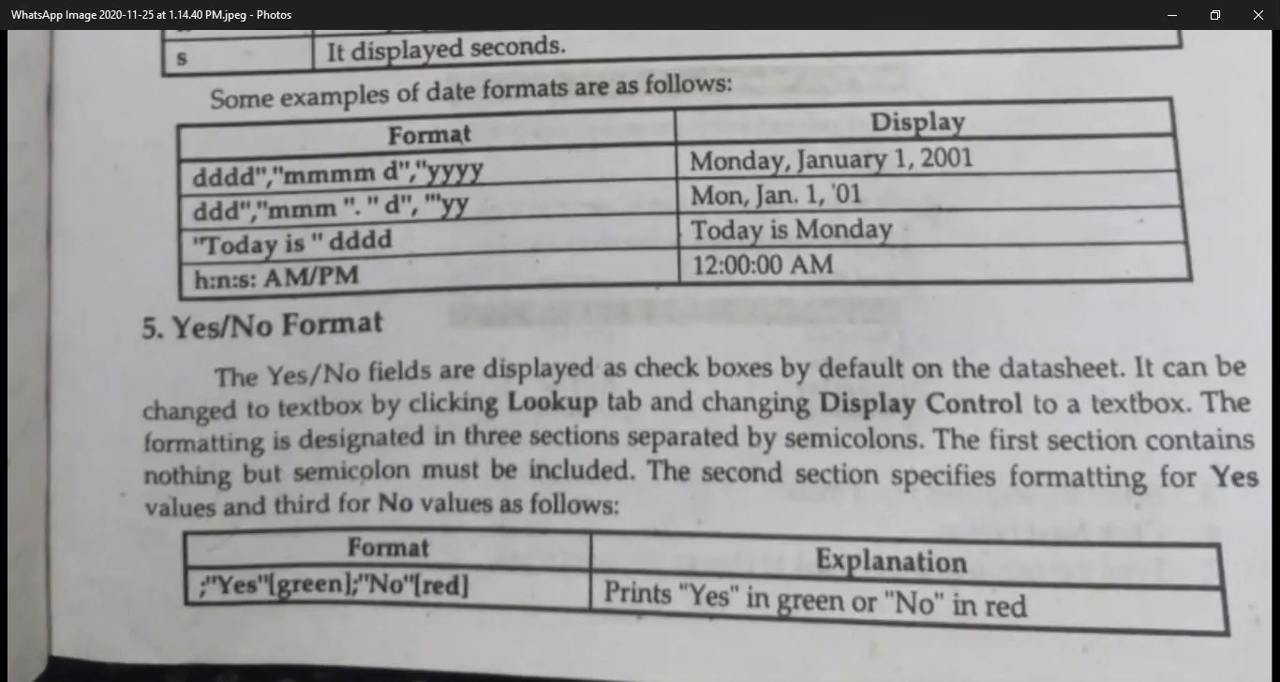 WhatsApp Image 2020-11-25 at 1.14.40 PM.jpeg - Photos
s It displayed seconds.
Some examples of date formats are as follows:
Format Display
dddd","mmmm d","yyyy Monday, January 1, 2001
ddd","mmm "." d", "'yy Mon, Jan. 1, '01
"Today is " dddd Today is Monday
h:n:s: AM/PM 12:00:00 AM
5. Yes/No Format
The Yes/No fields are displayed as check boxes by default on the datasheet. It can be
changed to textbox by clicking Lookup tab and changing Display Control to a textbox. The
formatting is designated in three sections separated by semicolons. The first section contains
nothing but semicolon must be included. The second section specifies formatting for Yes
values and third for No values as follows:
Format Explanation
;"Yes"[green];"No"[red] Prints "Yes" in green or "No" in red